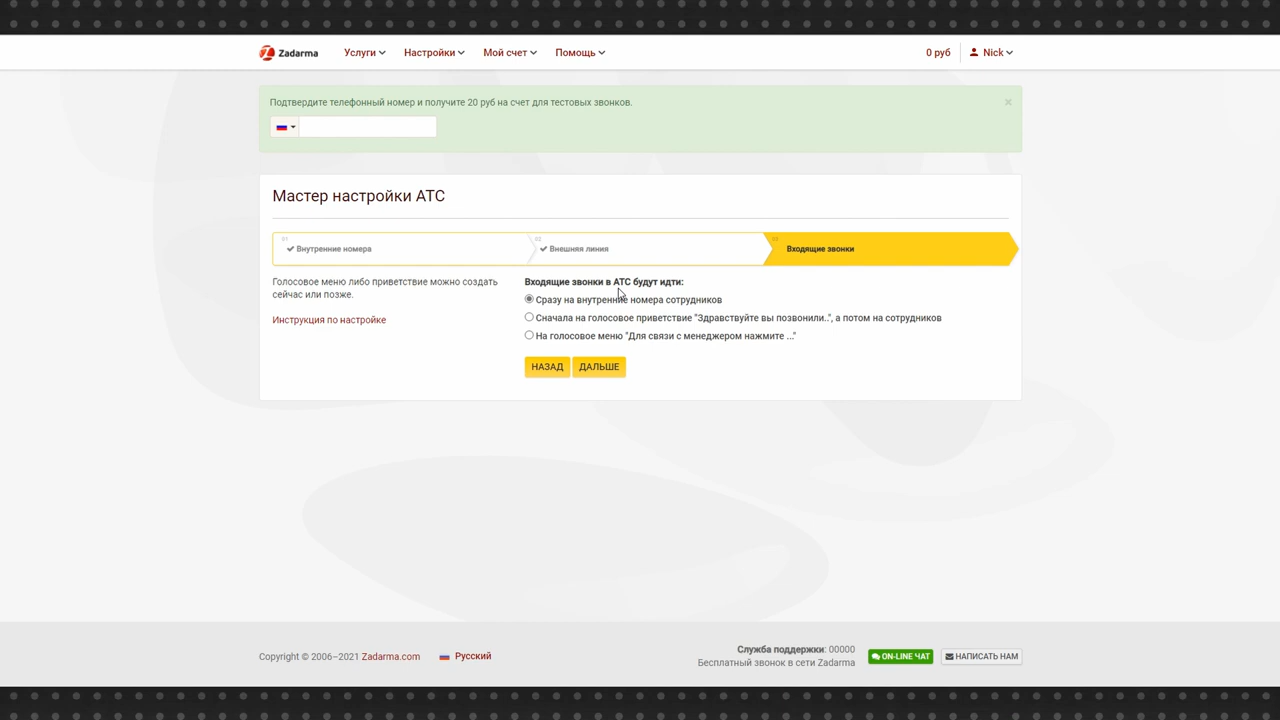 Zadarma
Услуги
Настройки
Мой счет
Помощь
0 руб
Nick
Подтвердите телефонный номер и получите 20 руб на счет для тестовых звонков.
×
Мастер настройки АТС
01
Внутренние номера
02
Внешняя линия
03
Входящие звонки
Голосовое меню либо приветствие можно создать
сейчас или позже.
Инструкция по настройке
Входящие звонки в АТС будут идти:
Сразу на внутренние номера сотрудников
Сначала на голосовое приветствие "Здравствуйте вы позвонили..", а потом на сотрудников
На голосовое меню "Для связи с менеджером нажмите ..."
НАЗАД
ДАЛЬШЕ
Copyright © 2006–2021 Zadarma.com
Русский
Служба поддержки: 00000
Бесплатный звонок в сети Zadarma
ON-LINE ЧАТ
НАПИСАТЬ НАМ